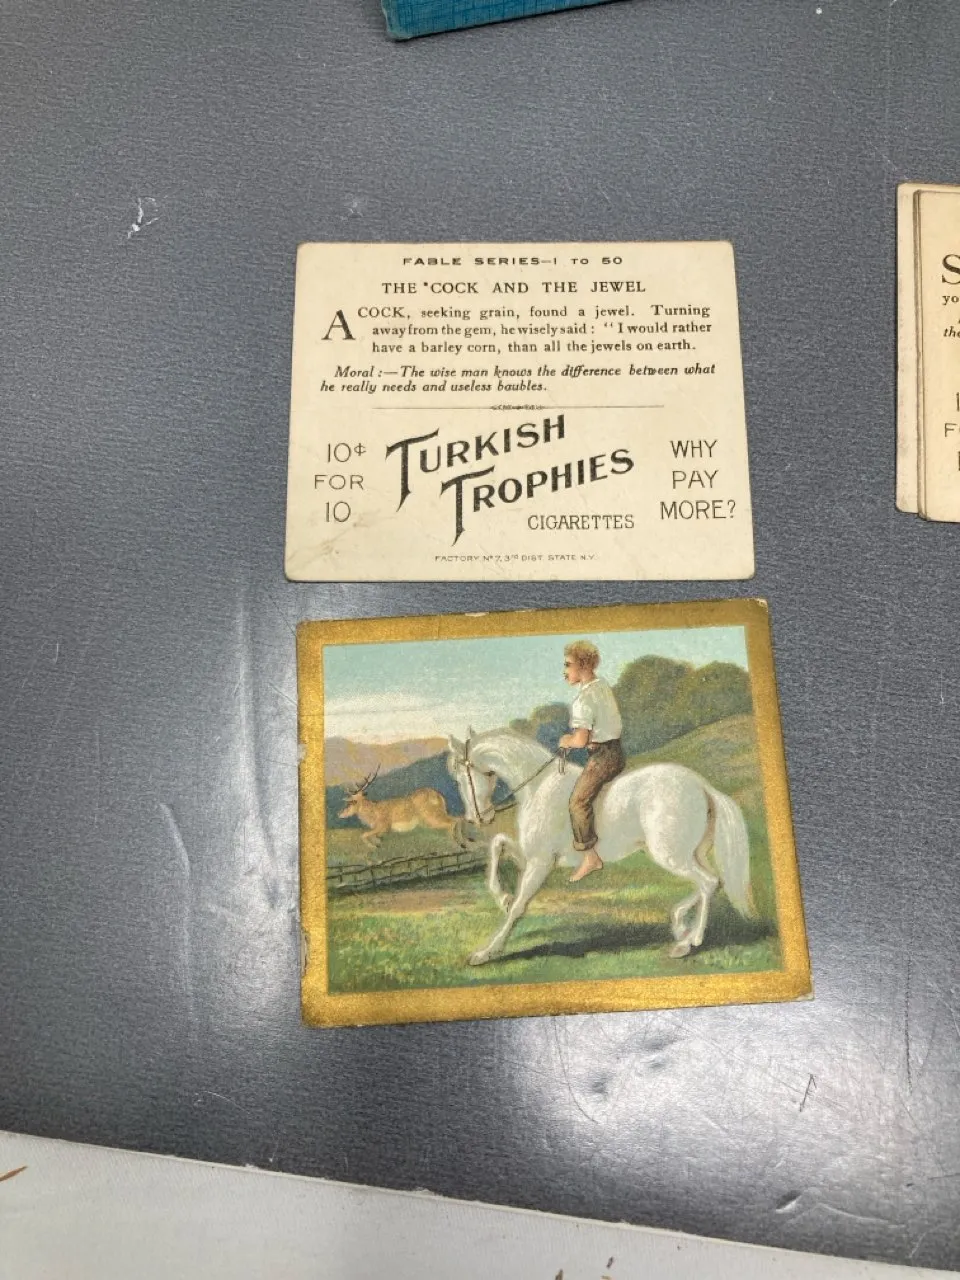 FABLE SERIES—1 TO 50
THE COCK AND THE JEWEL
A COCK, seeking grain, found a jewel. Turning
away from the gem, he wisely said: "I would rather
have a barley corn, than all the jewels on earth.
Moral:—The wise man knows the difference between what
he really needs and useless baubles.
10¢
FOR
10
TURKISH
TROPHIES
CIGARETTES
WHY
PAY
MORE?
FACTORY No 7, 3RD DIST. STATE N.Y.
S
yo
the